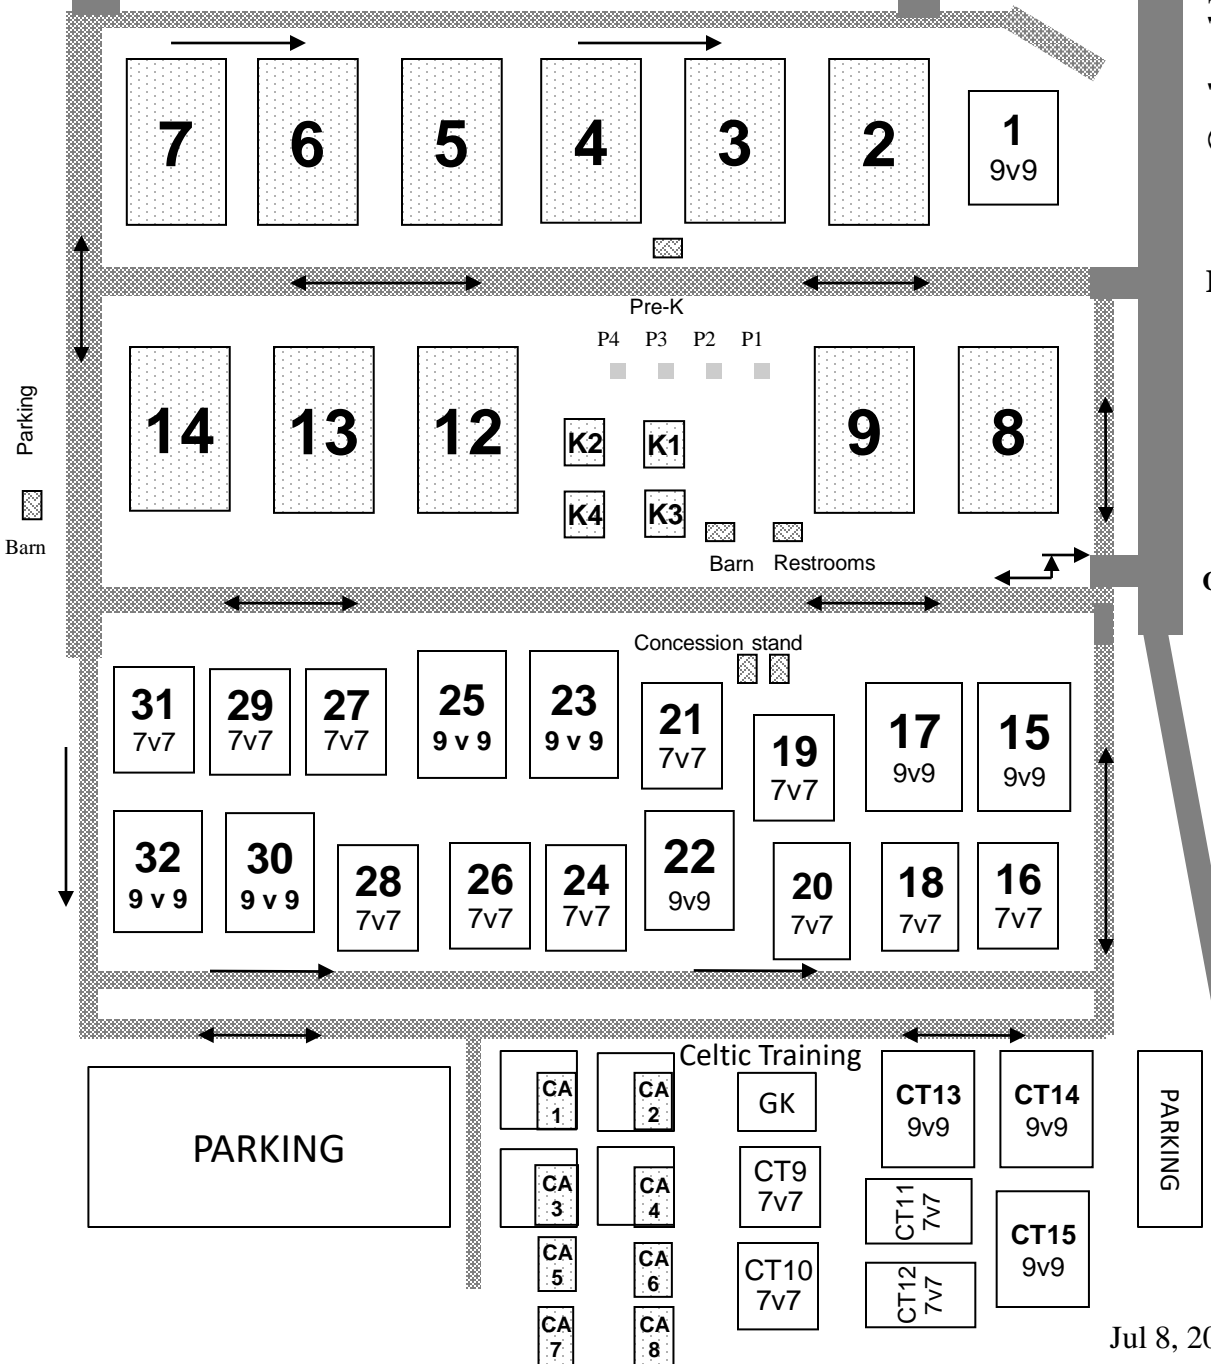 7 6 5 4 3 2 1
9v9
Pre-K
P4 P3 P2 P1
14 13 12 K2 K1 9 8
K4 K3
Parking
Barn
Barn Restrooms
Concession stand
31 29 27 25 23 21 19 17 15
7v7 7v7 7v7 9 v 9 9 v 9 7v7 7v7 9v9 9v9
32 30 28 26 24 22 20 18 16
9 v 9 9 v 9 7v7 7v7 7v7 9v9 7v7 7v7 7v7
Celtic Training
PARKING
CA 1
CA 2
GK
CT13
9v9
CT14
9v9
PARKING
CA 3
CA 4
CT9
7v7
CT11
7v7
CT15
9v9
CA 5
CA 6
CT10
7v7
CT12
7v7
CA 7
CA 8
Jul 8,